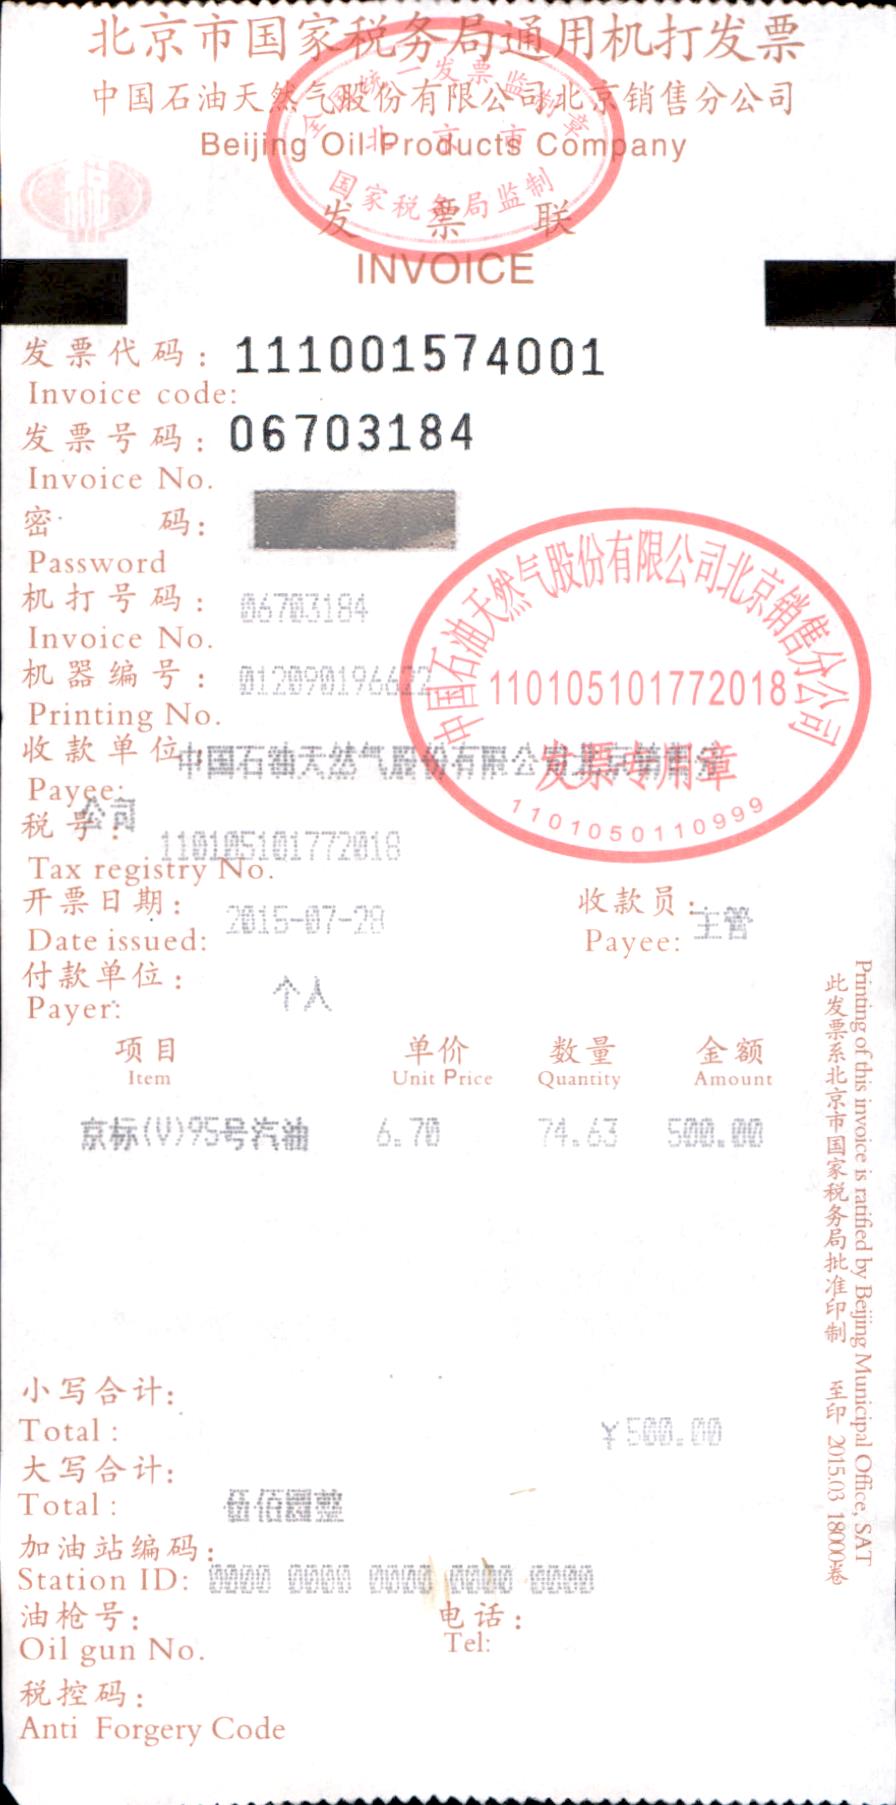 北京市国家税务局通用机打发票
中国石油天然气股份有限公司北京销售分公司
Beijing Oil Products Company
全国统一发票监制章
北京市
国家税务局监制
发票联
INVOICE
发票代码：111001574001
Invoice code:
发票号码：06703184
Invoice No.
密 码：
Password
机打号码：06703184
Invoice No.
机器编号：
Printing No.
中国石油天然气股份有限公司北京销售分公司
110105101772018
发票专用章
1101050110999
收款单位：中国石油天然气股份有限公司北京销售分
Payee:
公司
税号：110105101772018
Tax registry No.
开票日期：2015-07-28 收款员：主管
Date issued: Payee:
付款单位：个人
Payer:
项目 单价 数量 金额
Item Unit Price Quantity Amount
京标(V)95号汽油 6.70 74.63 500.00
小写合计：
Total : ¥500.00
大写合计：
Total : 伍佰圆整
加油站编码：
Station ID: 0000 0000 0000 0000 0000
油枪号： 电话：
Oil gun No. Tel:
税控码：
Anti Forgery Code
Printing of this invoice is ratified by Beijing Municipal Office, SAT
此发票系北京市国家税务局批准印制 至印 2015.03 18000卷